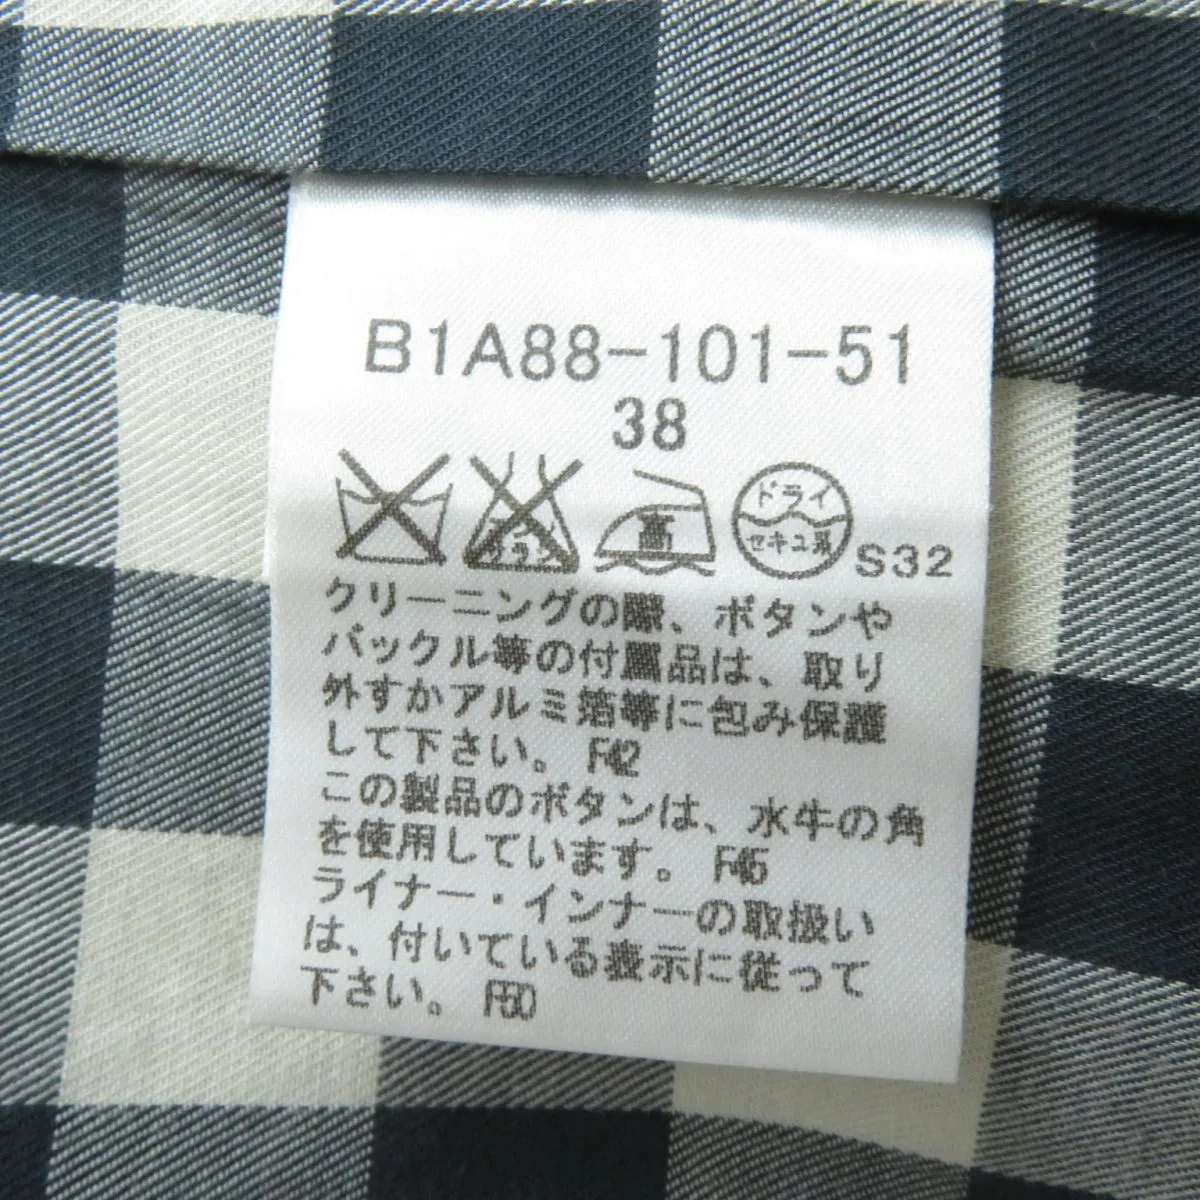 B1A88-101-51
38
高
ドライ
セキユ系
S32
クリーニングの際、ボタンや
バックル等の付属品は、取り
外すかアルミ箔等に包み保護
して下さい。 F42
この製品のボタンは、水牛の角
を使用しています。 F45
ライナー・インナーの取扱い
は、付いている表示に従って
下さい。 F50